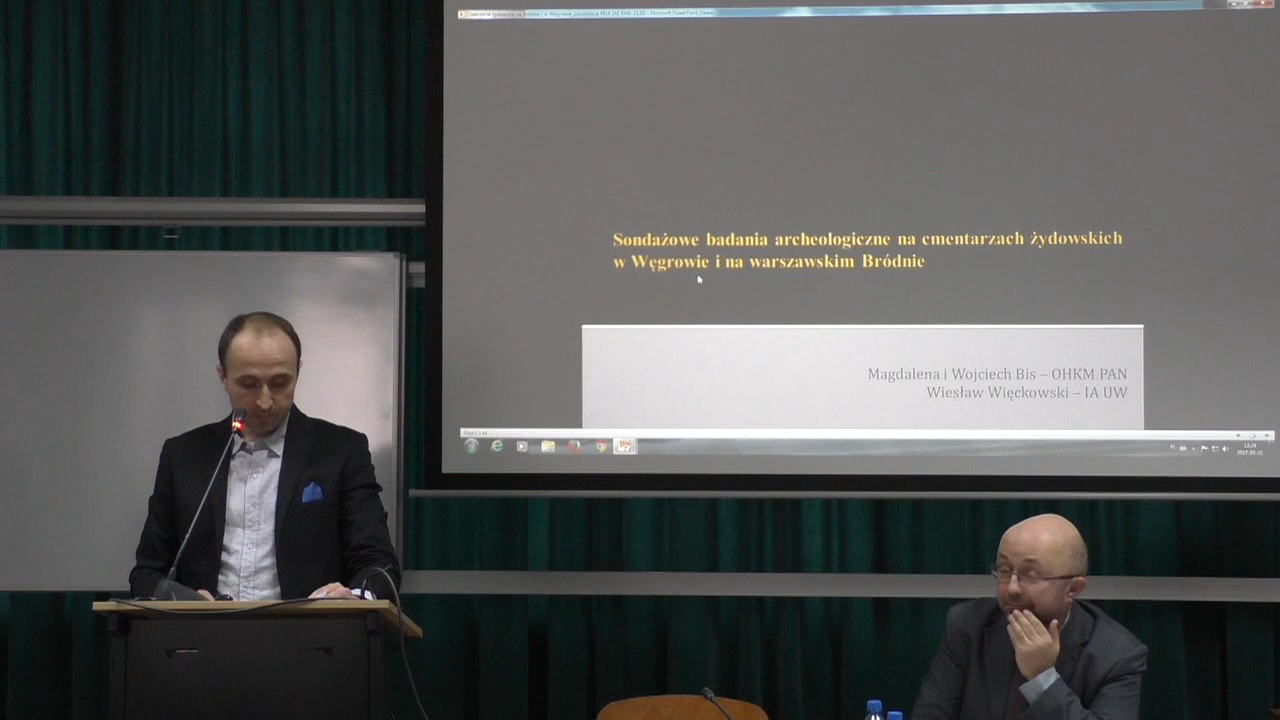 Sondażowe badania archeologiczne na cmentarzach żydowskich
w Węgrowie i na warszawskim Bródnie
Magdalena i Wojciech Bis – OHKM PAN
Wiesław Więckowski – IA UW